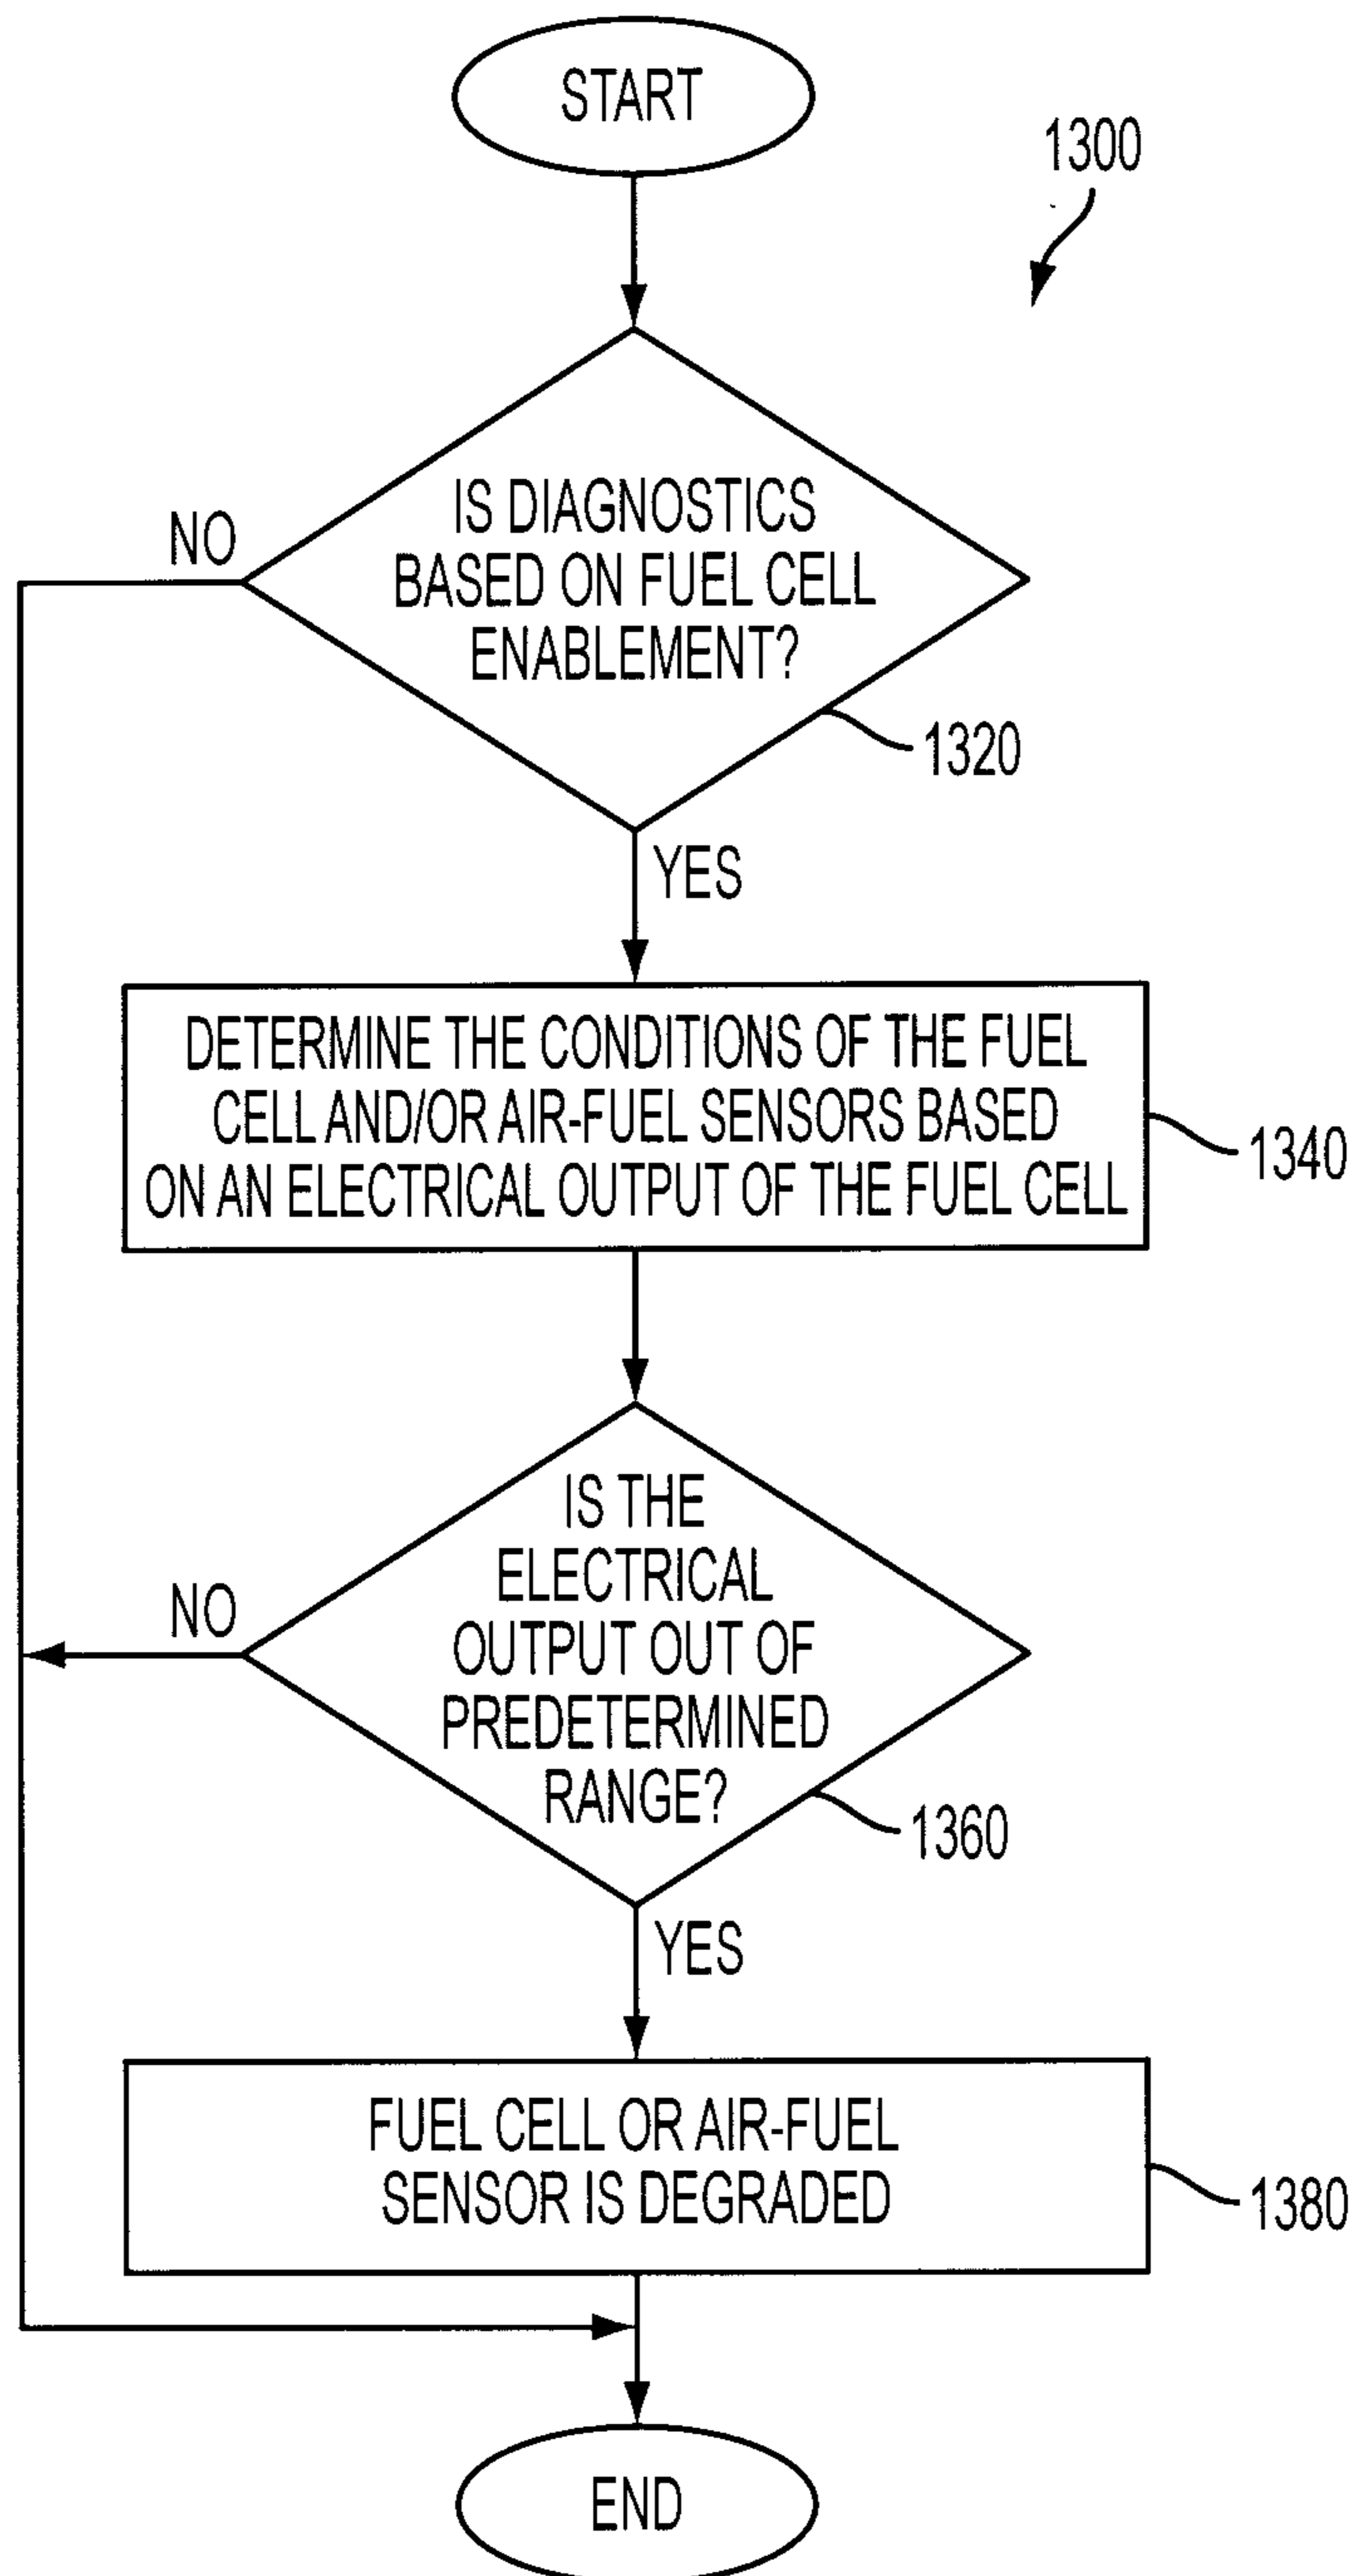 START
1300
IS DIAGNOSTICS
BASED ON FUEL CELL
ENABLEMENT?
NO
1320
YES
DETERMINE THE CONDITIONS OF THE FUEL
CELL AND/OR AIR-FUEL SENSORS BASED
ON AN ELECTRICAL OUTPUT OF THE FUEL CELL
1340
IS THE
ELECTRICAL
OUTPUT OUT OF
PREDETERMINED
RANGE?
NO
1360
YES
FUEL CELL OR AIR-FUEL
SENSOR IS DEGRADED
1380
END